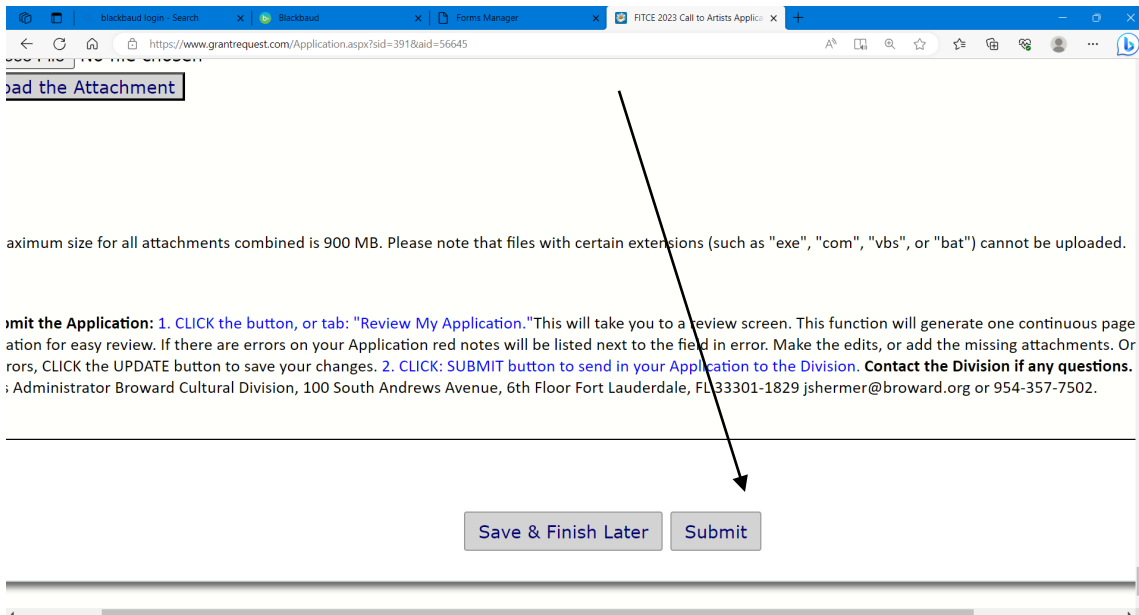 blackbaud login - Search
Blackbaud
Forms Manager
FITCE 2023 Call to Artists Applica
https://www.grantrequest.com/Application.aspx?sid=391&aid=56645
oad the Attachment
aximum size for all attachments combined is 900 MB. Please note that files with certain extensions (such as "exe", "com", "vbs", or "bat") cannot be uploaded.
bmit the Application: 1. CLICK the button, or tab: "Review My Application."This will take you to a review screen. This function will generate one continuous page
ation for easy review. If there are errors on your Application red notes will be listed next to the field in error. Make the edits, or add the missing attachments. Or
rors, CLICK the UPDATE button to save your changes. 2. CLICK: SUBMIT button to send in your Application to the Division. Contact the Division if any questions.
s Administrator Broward Cultural Division, 100 South Andrews Avenue, 6th Floor Fort Lauderdale, FL 33301-1829 jshermer@broward.org or 954-357-7502.
Save & Finish Later
Submit